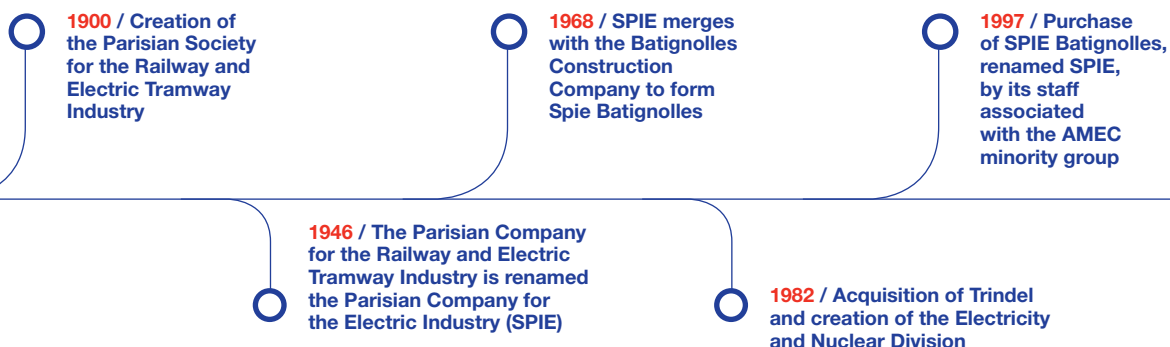 1900 / Creation of
the Parisian Society
for the Railway and
Electric Tramway
Industry
1946 / The Parisian Company
for the Railway and Electric
Tramway Industry is renamed
the Parisian Company for
the Electric Industry (SPIE)
1968 / SPIE merges
with the Batignolles
Construction
Company to form
Spie Batignolles
1982 / Acquisition of Trindel
and creation of the Electricity
and Nuclear Division
1997 / Purchase
of SPIE Batignolles,
renamed SPIE,
by its staff
associated
with the AMEC
minority group